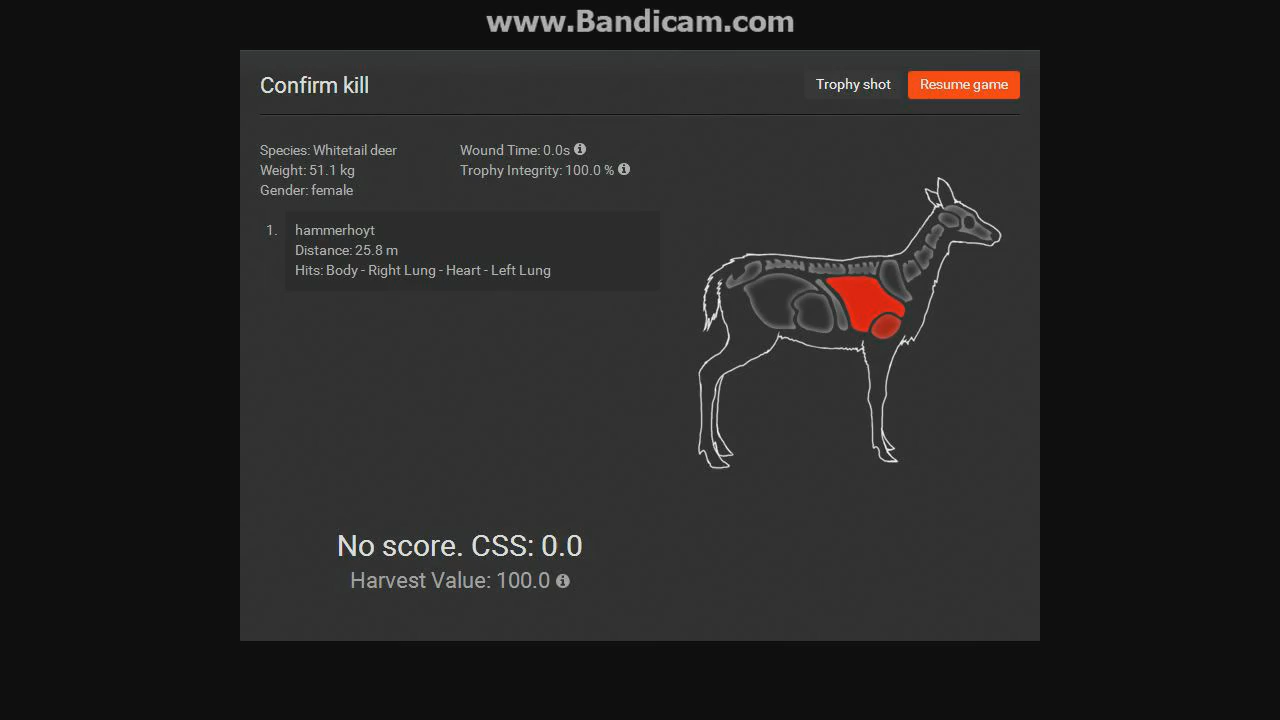 www.Bandicam.com
Confirm kill
Trophy shot
Resume game
Species: Whitetail deer
Weight: 51.1 kg
Gender: female
Wound Time: 0.0s
Trophy Integrity: 100.0 %
1.
hammerhoyt
Distance: 25.8 m
Hits: Body - Right Lung - Heart - Left Lung
No score. CSS: 0.0
Harvest Value: 100.0